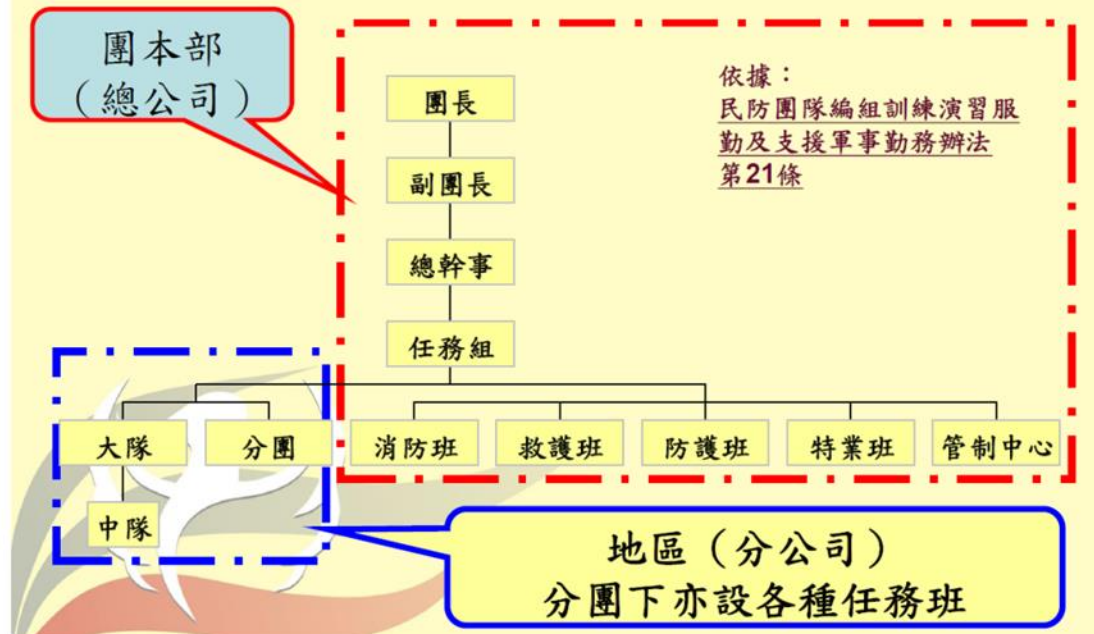 團本部
（總公司）
團長
副團長
總幹事
任務組
依據：
民防團隊編組訓練演習服
勤及支援軍事勤務辦法
第21條
大隊
分團
消防班
救護班
防護班
特業班
管制中心
中隊
地區（分公司）
分團下亦設各種任務班